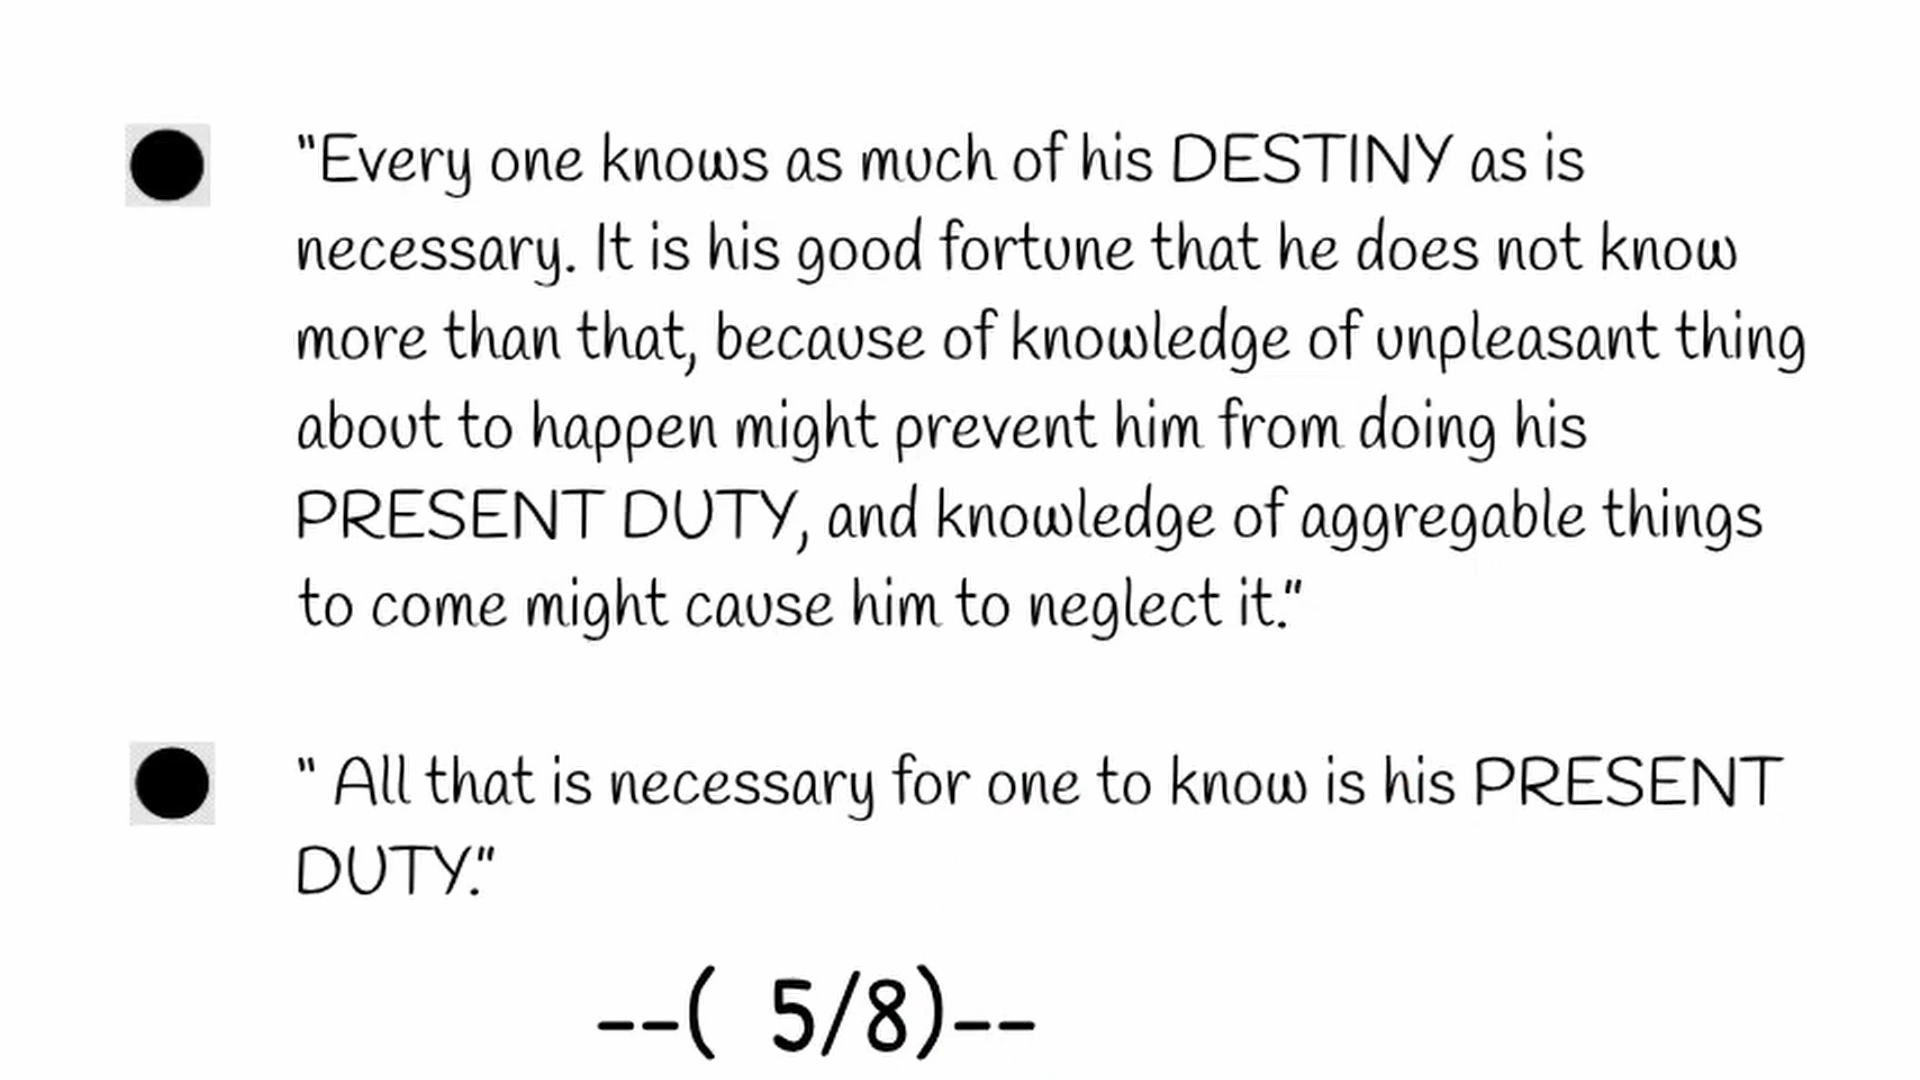 "Every one knows as much of his DESTINY as is
necessary. It is his good fortune that he does not know
more than that, because of knowledge of unpleasant thing
about to happen might prevent him from doing his
PRESENT DUTY, and knowledge of aggregable things
to come might cause him to neglect it."
" All that is necessary for one to know is his PRESENT
DUTY."
--( 5/8)--